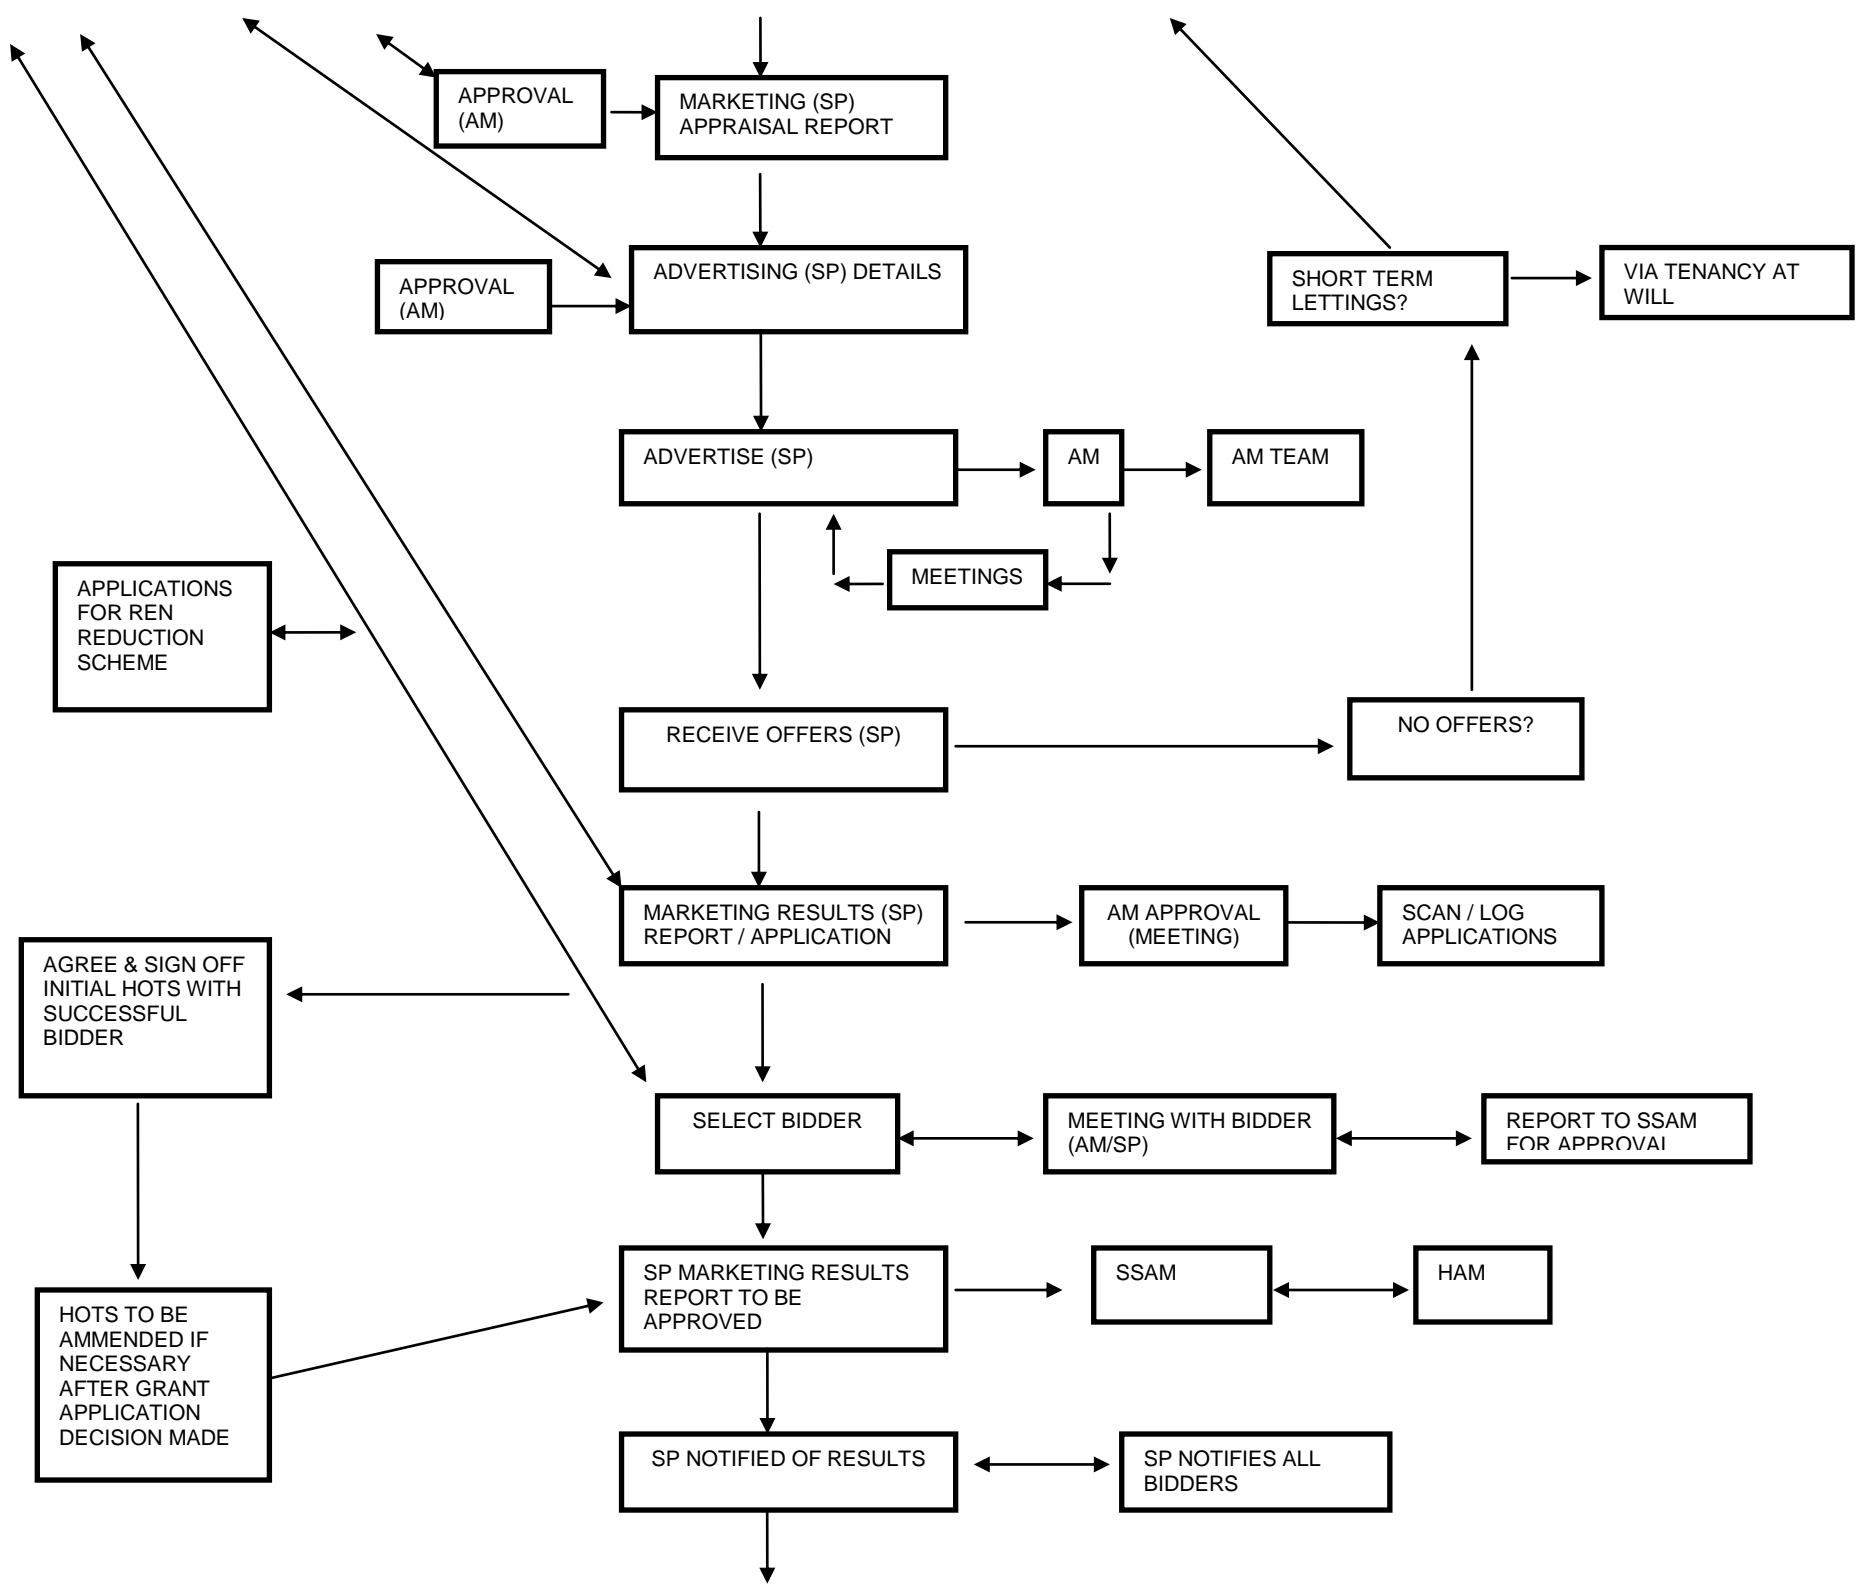 APPROVAL
(AM)
MARKETING (SP)
APPRAISAL REPORT
APPROVAL
(AM)
ADVERTISING (SP) DETAILS
SHORT TERM
LETTINGS?
VIA TENANCY AT
WILL
ADVERTISE (SP)
AM
AM TEAM
MEETINGS
APPLICATIONS
FOR REN
REDUCTION
SCHEME
RECEIVE OFFERS (SP)
NO OFFERS?
MARKETING RESULTS (SP)
REPORT / APPLICATION
AM APPROVAL
(MEETING)
SCAN / LOG
APPLICATIONS
AGREE & SIGN OFF
INITIAL HOTS WITH
SUCCESSFUL
BIDDER
SELECT BIDDER
MEETING WITH BIDDER
(AM/SP)
REPORT TO SSAM
FOR APPROVAL
SP MARKETING RESULTS
REPORT TO BE
APPROVED
SSAM
HAM
HOTS TO BE
AMMENDED IF
NECESSARY
AFTER GRANT
APPLICATION
DECISION MADE
SP NOTIFIED OF RESULTS
SP NOTIFIES ALL
BIDDERS